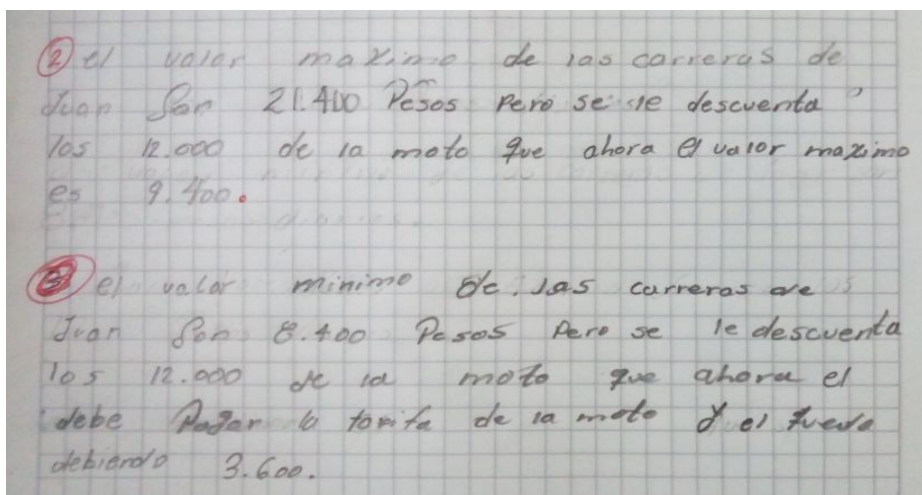 ② el valor maximo de las carreras de
Juan Son 21.400 Pesos Pero se le descuenta
los 12.000 de la moto que ahora el valor maximo
es 9.400.
③ el valor minimo de las carreras de
Juan Son 8.400 Pesos Pero se le descuenta
los 12.000 de la moto que ahora el
debe Pagar la tarifa de la moto y el queda
debiendo 3.600.